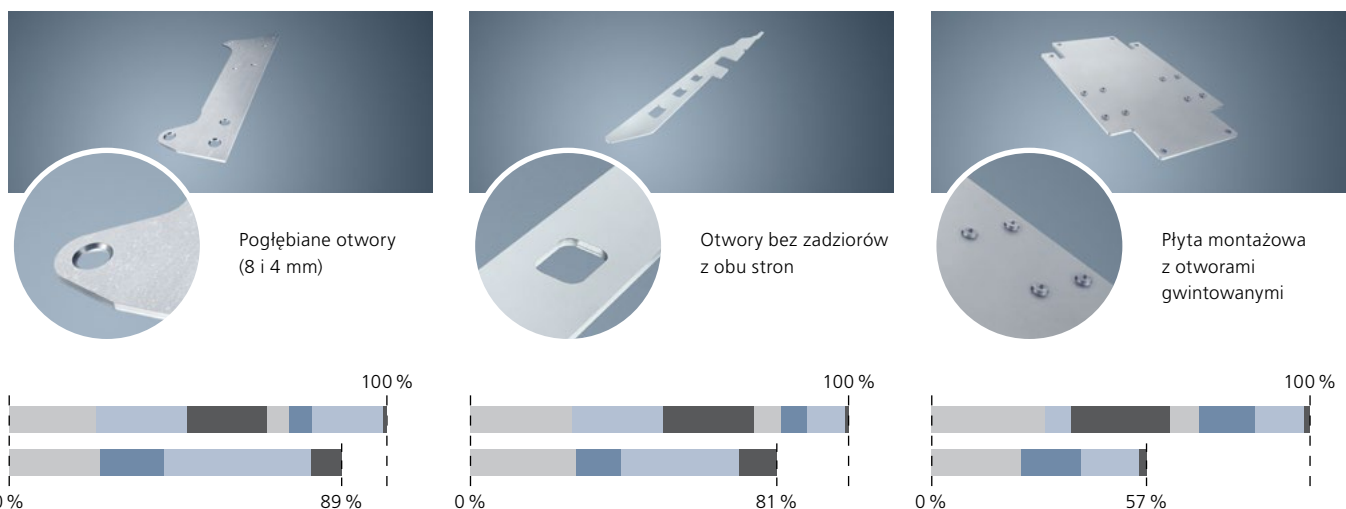 Pogłębiane otwory
(8 i 4 mm)
Otwory bez zadziorów
z obu stron
Płyta montażowa
z otworami
gwintowanymi
100 %
100 %
100 %
0 %
89 %
0 %
81 %
0 %
57 %